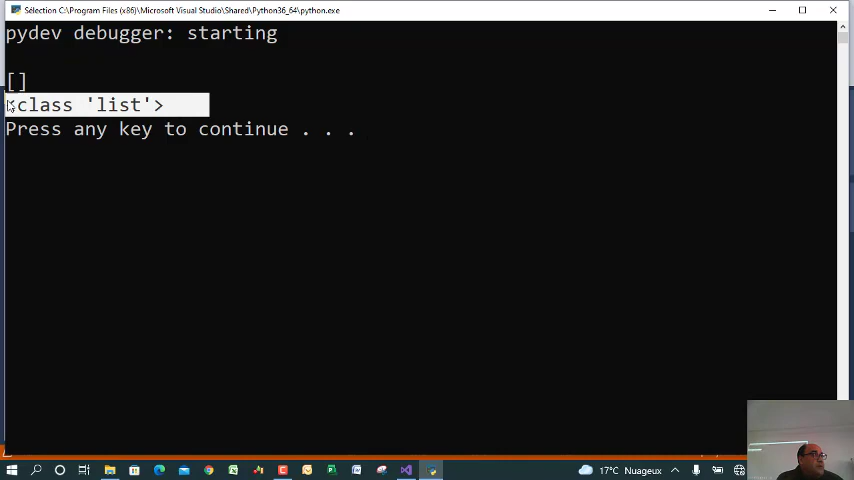 Sélection C:\Program Files (x86)\Microsoft Visual Studio\Shared\Python36_64\python.exe
pydev debugger: starting
[]
<class 'list'>
Press any key to continue . . .
17°C Nuageux